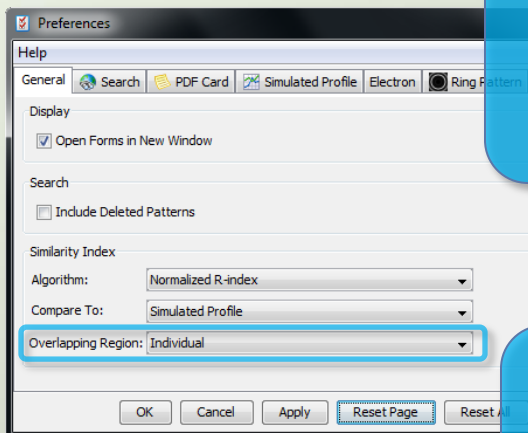 Preferences
Help
General Search PDF Card Simulated Profile Electron Ring Pattern
Display
Open Forms in New Window
Search
Include Deleted Patterns
Similarity Index
Algorithm: Normalized R-index
Compare To: Simulated Profile
Overlapping Region: Individual
OK Cancel Apply Reset Page Reset All